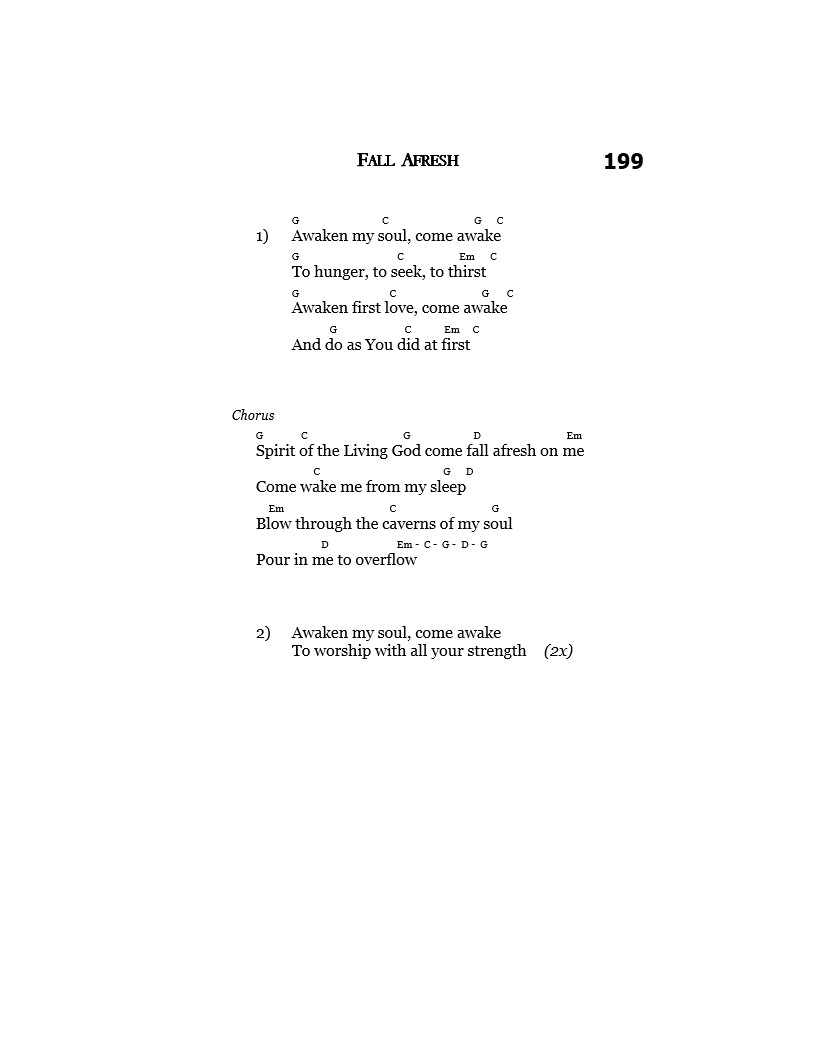 FALL AFRESH 199
G C G C
1) Awaken my soul, come awake
G C Em C
To hunger, to seek, to thirst
G C G C
Awaken first love, come awake
G C Em C
And do as You did at first
Chorus
G C G D Em
Spirit of the Living God come fall afresh on me
C G D
Come wake me from my sleep
Em C G
Blow through the caverns of my soul
D Em - C - G - D - G
Pour in me to overflow
2) Awaken my soul, come awake
To worship with all your strength (2x)